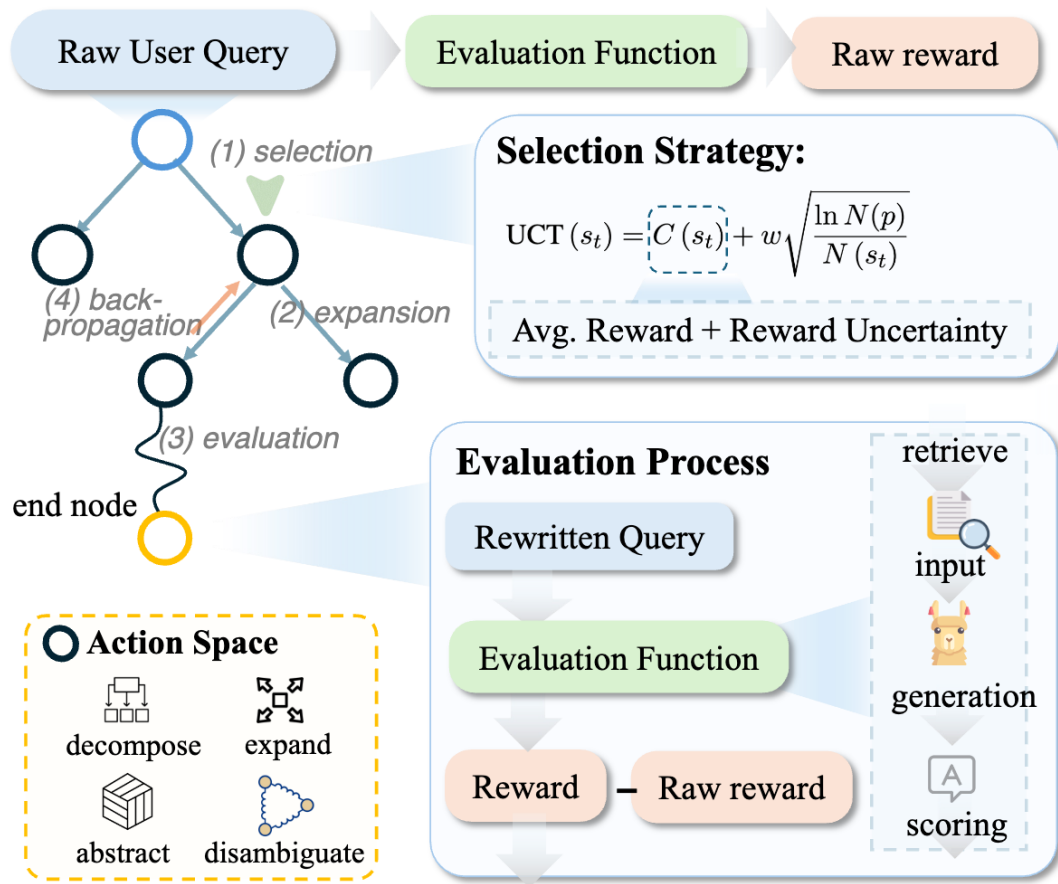 Raw User Query
Evaluation Function
Raw reward
(1) selection
Selection Strategy:
UCT (s_t) = C (s_t) + w√(ln N(p) / N (s_t))
Avg. Reward + Reward Uncertainty
(4) back-
propagation
(2) expansion
(3) evaluation
end node
Evaluation Process
Rewritten Query
Evaluation Function
Reward – Raw reward
retrieve
input
generation
A
scoring
Action Space
decompose
expand
abstract
disambiguate